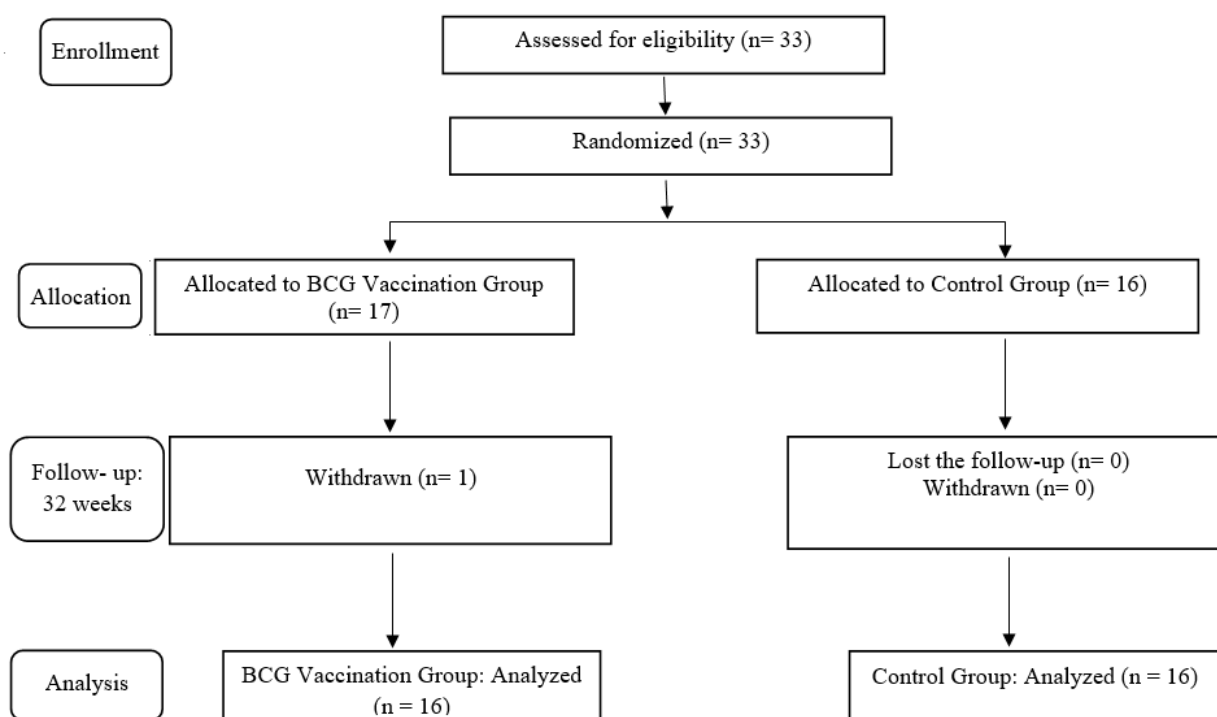 Enrollment
Assessed for eligibility (n= 33)
Randomized (n= 33)
Allocation
Allocated to BCG Vaccination Group
(n= 17)
Allocated to Control Group (n= 16)
Follow- up:
32 weeks
Withdrawn (n= 1)
Lost the follow-up (n= 0)
Withdrawn (n= 0)
Analysis
BCG Vaccination Group: Analyzed
(n = 16)
Control Group: Analyzed (n = 16)